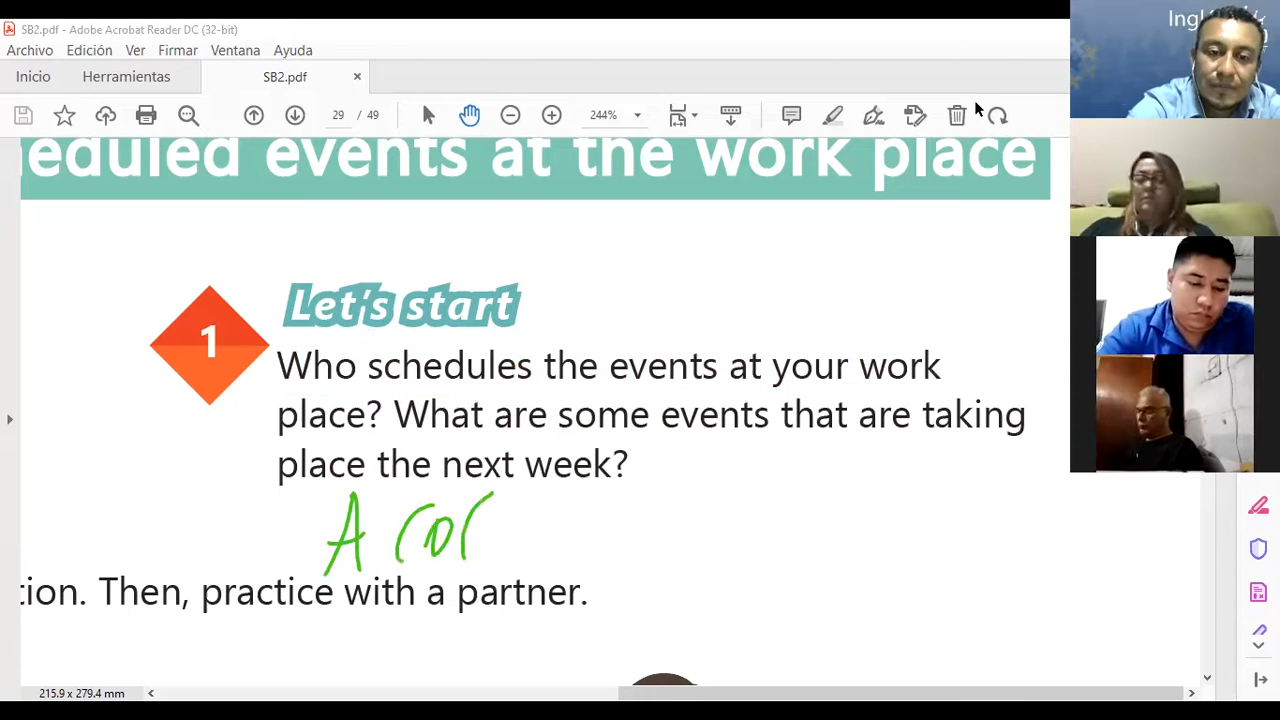 SB2.pdf - Adobe Acrobat Reader DC (32-bit)
Archivo Edición Ver Firmar Ventana Ayuda
Inicio Herramientas SB2.pdf ×
29 / 49 244%
eduled events at the work place
1
Let's start
Who schedules the events at your work
place? What are some events that are taking
place the next week?
A
tion. Then, practice with a partner.
215.9 x 279.4 mm